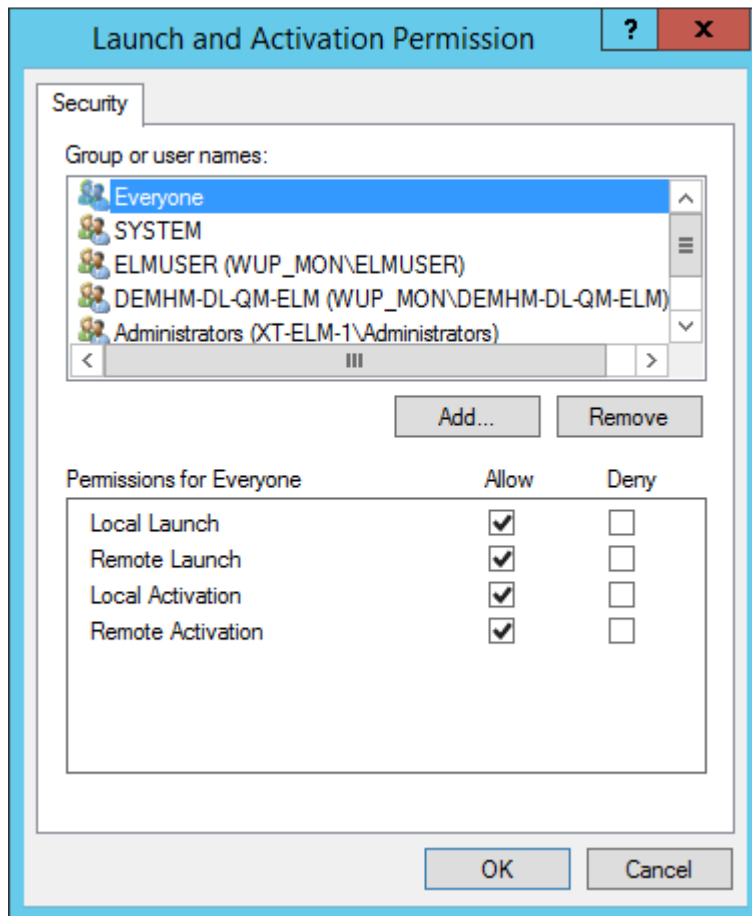 Launch and Activation Permission
? x
Security
Group or user names:
Everyone
SYSTEM
ELMUSER (WUP_MON\ELMUSER)
DEMHM-DL-QM-ELM (WUP_MON\DEMHM-DL-QM-ELM)
Administrators (XT-ELM-1\Administrators)
Add... Remove
Permissions for Everyone Allow Deny
Local Launch
Remote Launch
Local Activation
Remote Activation
OK Cancel